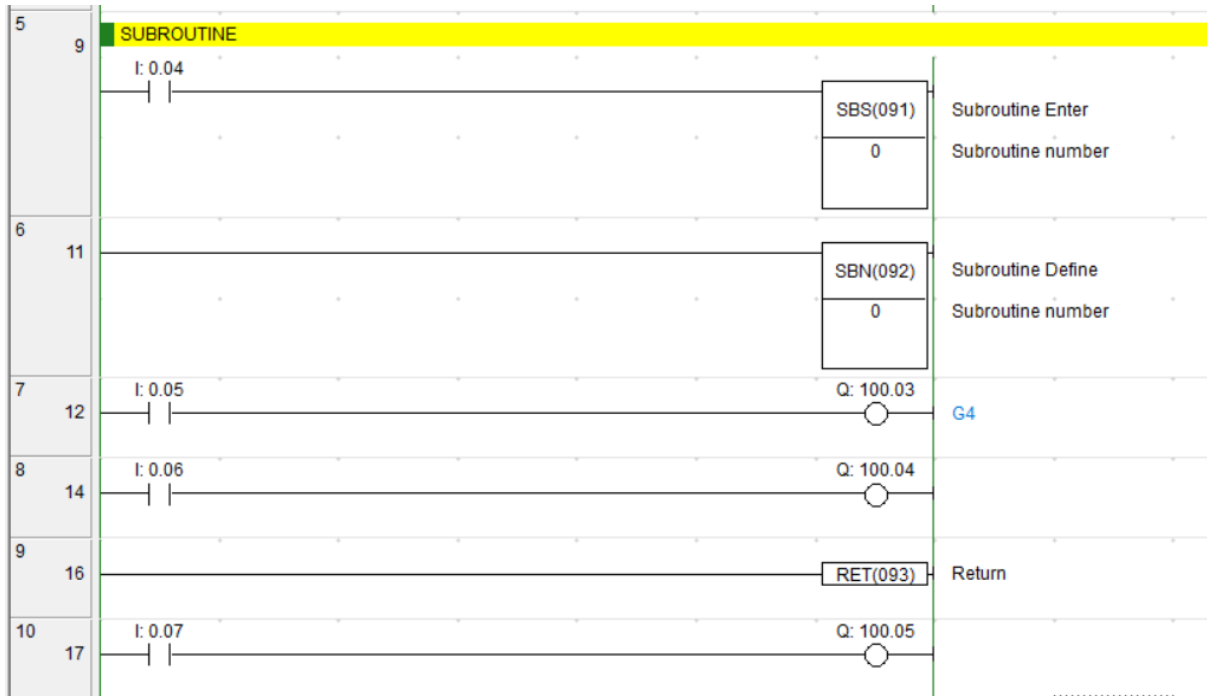 5
9
SUBROUTINE
I: 0.04
SBS(091)
Subroutine Enter
0
Subroutine number
6
11
SBN(092)
Subroutine Define
0
Subroutine number
7
12
I: 0.05
Q: 100.03
G4
8
14
I: 0.06
Q: 100.04
9
16
RET(093)
Return
10
17
I: 0.07
Q: 100.05